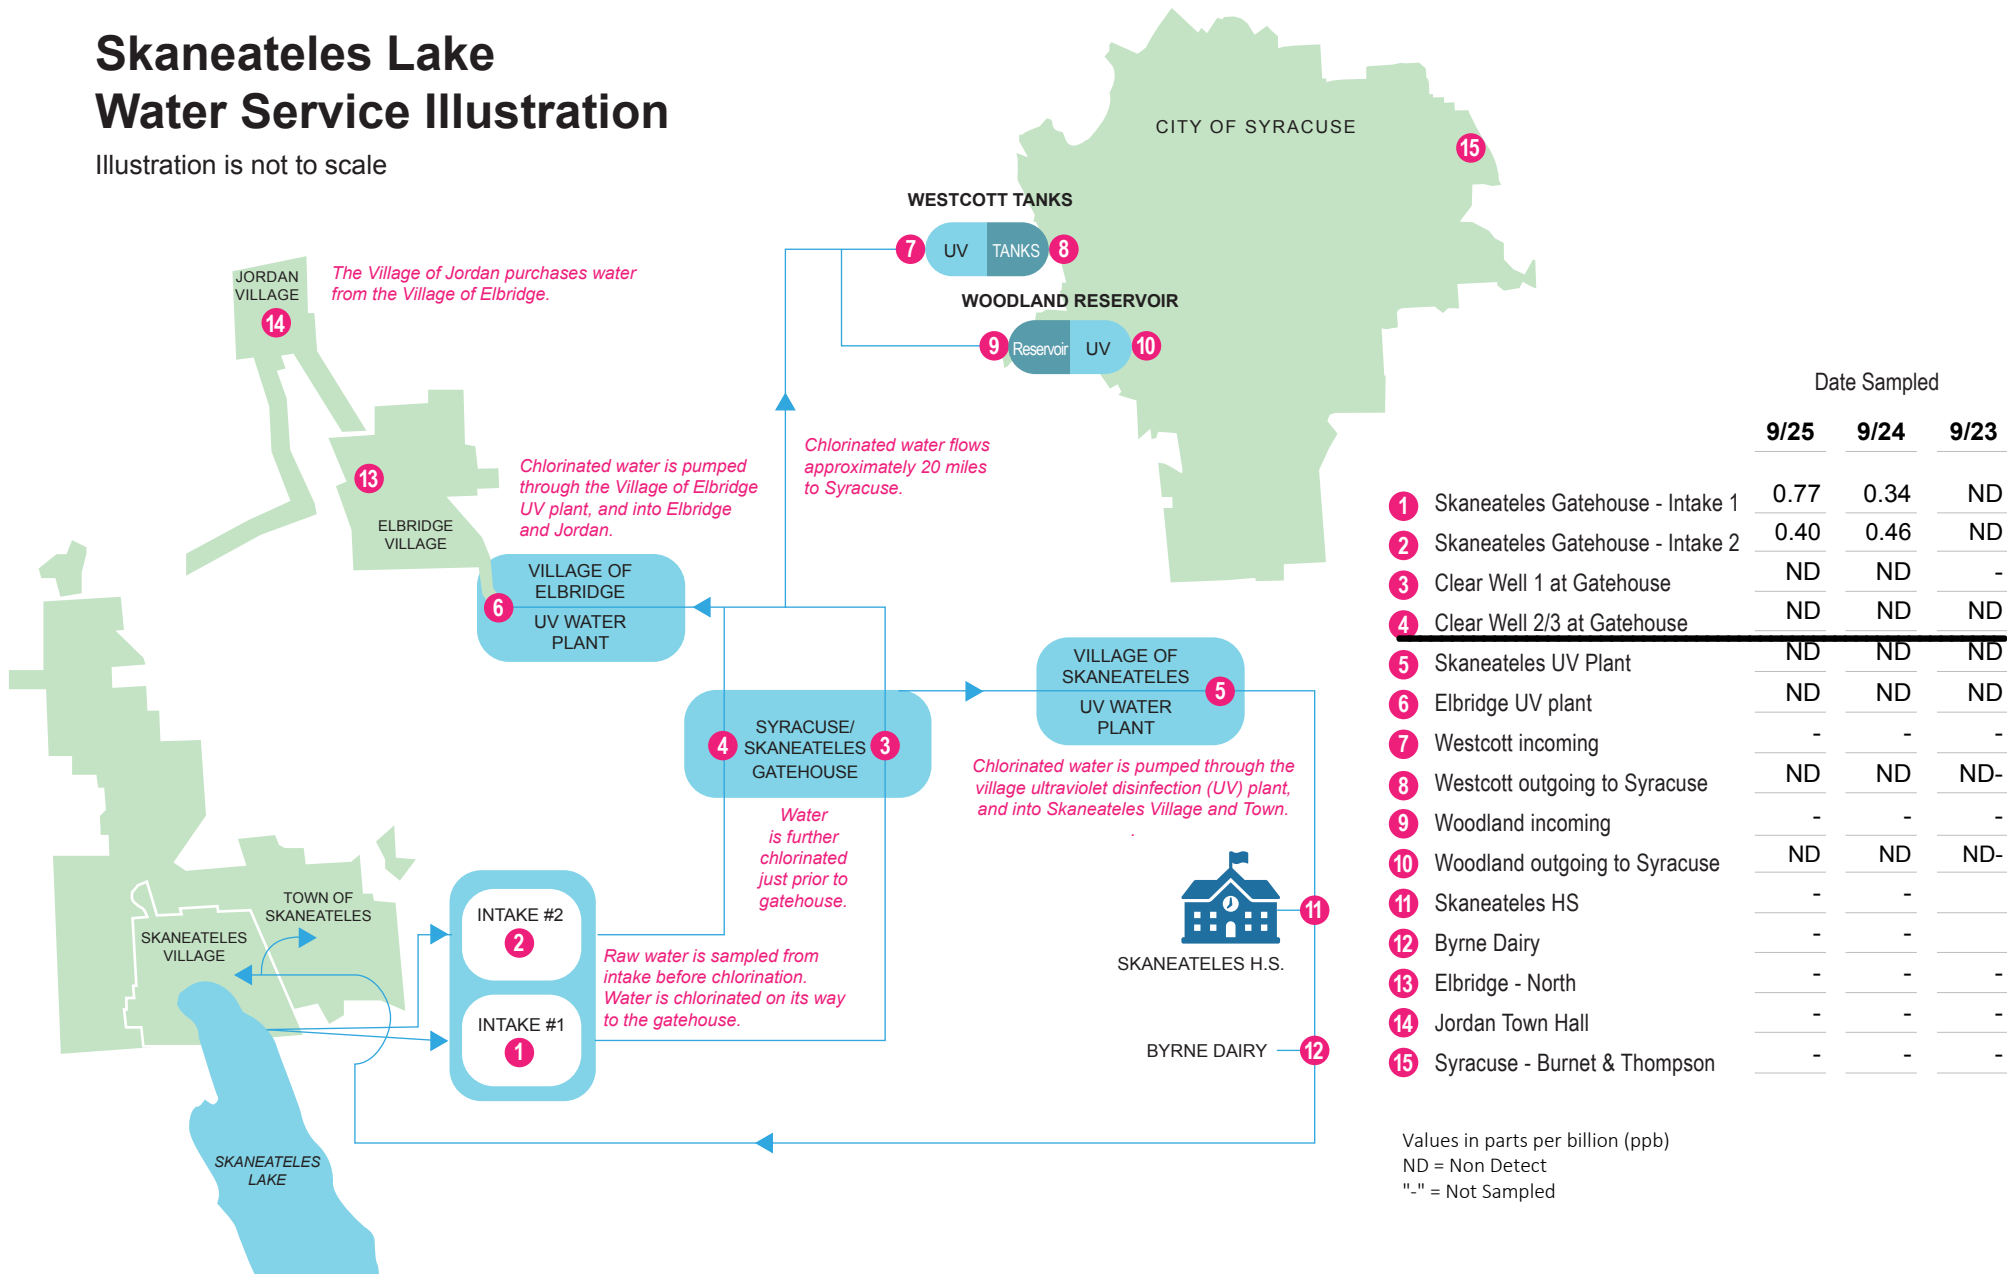 Skaneateles Lake
Water Service Illustration
Illustration is not to scale
CITY OF SYRACUSE
15
WESTCOTT TANKS
7
UV
TANKS
8
WOODLAND RESERVOIR
9
Reservoir
UV
10
JORDAN
VILLAGE
14
The Village of Jordan purchases water
from the Village of Elbridge.
13
ELBRIDGE
VILLAGE
Chlorinated water is pumped
through the Village of Elbridge
UV plant, and into Elbridge
and Jordan.
Chlorinated water flows
approximately 20 miles
to Syracuse.
VILLAGE OF
ELBRIDGE
6
UV WATER
PLANT
VILLAGE OF
SKANEATELES
5
UV WATER
PLANT
SYRACUSE/
4
SKANEATELES
3
GATEHOUSE
Chlorinated water is pumped through the
village ultraviolet disinfection (UV) plant,
and into Skaneateles Village and Town.
.
Water
is further
chlorinated
just prior to
gatehouse.
TOWN OF
SKANEATELES
SKANEATELES
VILLAGE
INTAKE #2
2
Raw water is sampled from
intake before chlorination.
Water is chlorinated on its way
to the gatehouse.
INTAKE #1
1
11
SKANEATELES H.S.
BYRNE DAIRY
12
SKANEATELES
LAKE
Date Sampled
9/25 9/24 9/23
1 Skaneateles Gatehouse - Intake 1 0.77 0.34 ND
2 Skaneateles Gatehouse - Intake 2 0.40 0.46 ND
3 Clear Well 1 at Gatehouse ND ND -
4 Clear Well 2/3 at Gatehouse ND ND ND
5 Skaneateles UV Plant ND ND ND
6 Elbridge UV plant ND ND ND
7 Westcott incoming - - -
8 Westcott outgoing to Syracuse ND ND ND-
9 Woodland incoming - - -
10 Woodland outgoing to Syracuse ND ND ND-
11 Skaneateles HS - -
12 Byrne Dairy - -
13 Elbridge - North - - -
14 Jordan Town Hall - - -
15 Syracuse - Burnet & Thompson - - -
Values in parts per billion (ppb)
ND = Non Detect
"-" = Not Sampled